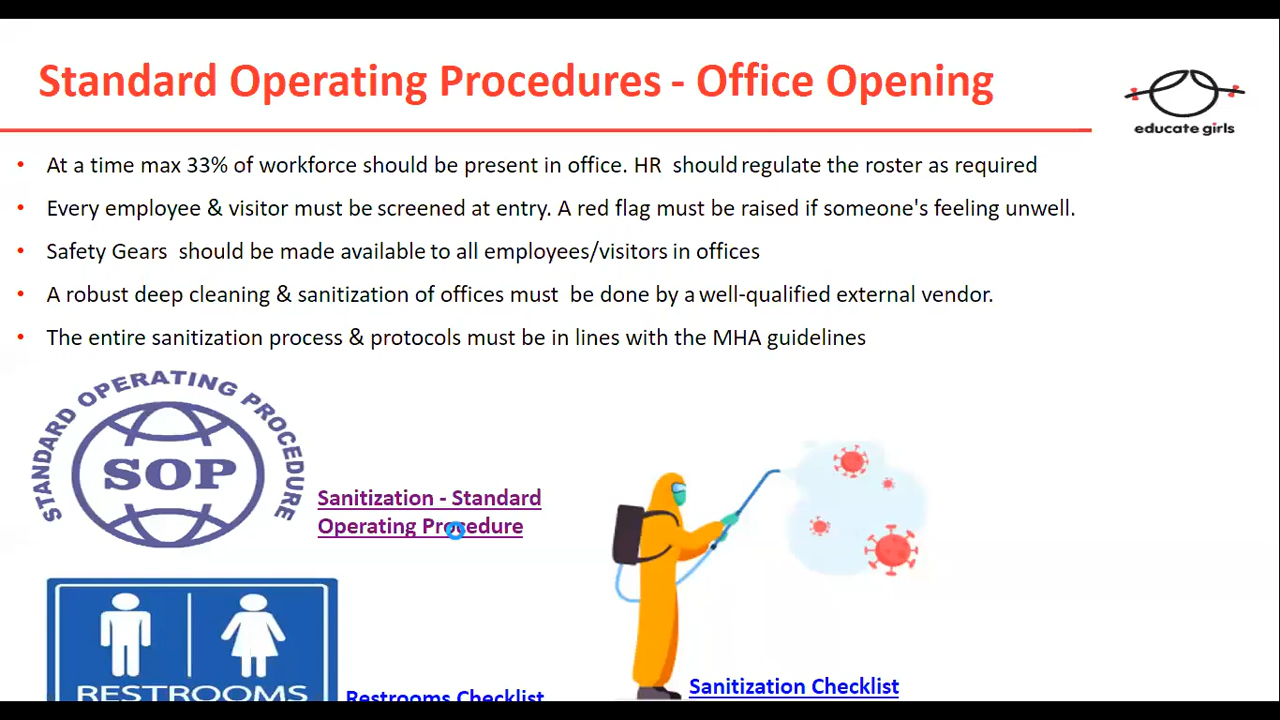 Standard Operating Procedures - Office Opening
educate girls
• At a time max 33% of workforce should be present in office. HR should regulate the roster as required
• Every employee & visitor must be screened at entry. A red flag must be raised if someone's feeling unwell.
• Safety Gears should be made available to all employees/visitors in offices
• A robust deep cleaning & sanitization of offices must be done by a well-qualified external vendor.
• The entire sanitization process & protocols must be in lines with the MHA guidelines
STANDARD OPERATING PROCEDURE
SOP
Sanitization - Standard
Operating Procedure
RESTROOMS
Restrooms Checklist
Sanitization Checklist